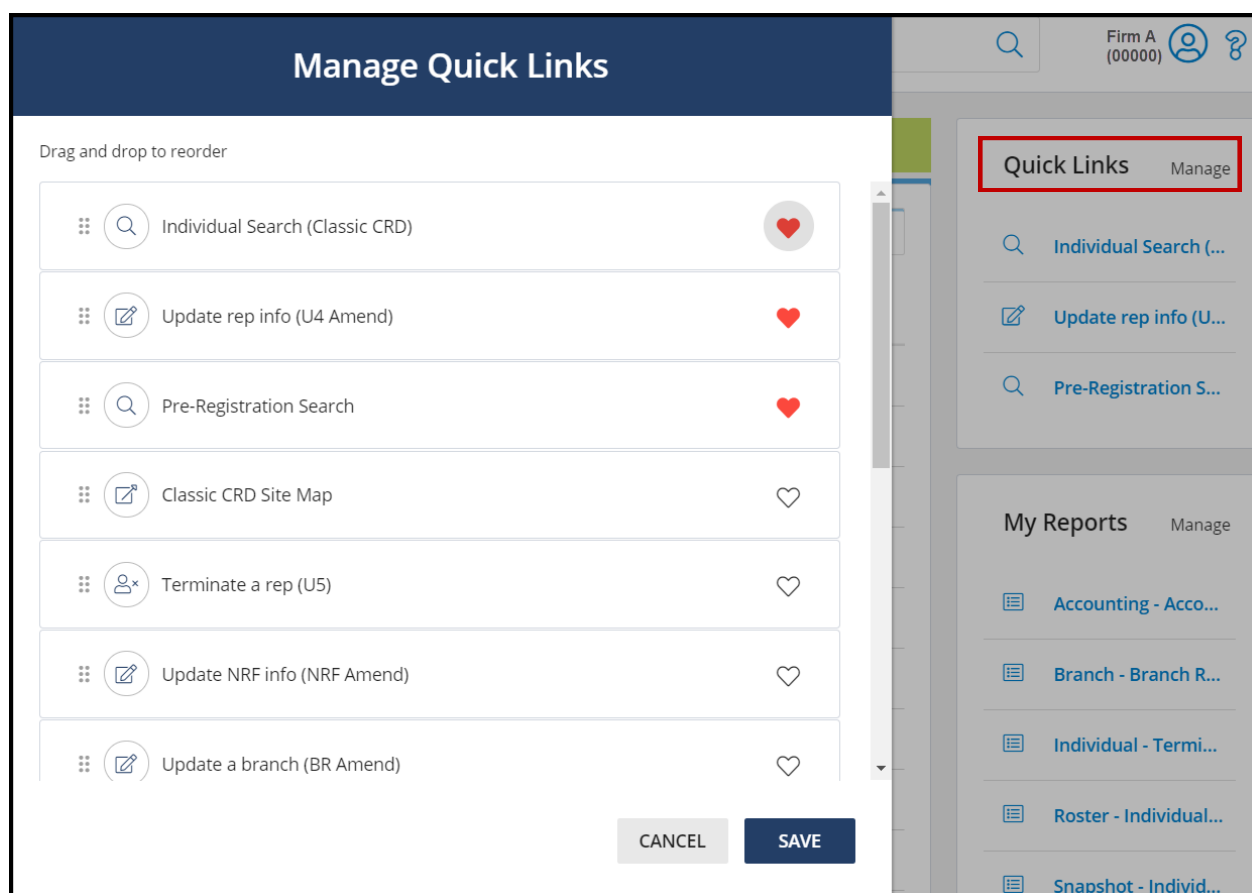 Manage Quick Links
Drag and drop to reorder
Individual Search (Classic CRD)
Update rep info (U4 Amend)
Pre-Registration Search
Classic CRD Site Map
Terminate a rep (U5)
Update NRF info (NRF Amend)
Update a branch (BR Amend)
CANCEL
SAVE
Firm A
(00000)
Quick Links
Manage
Individual Search (...
Update rep info (U...
Pre-Registration S...
My Reports
Manage
Accounting - Acco...
Branch - Branch R...
Individual - Termi...
Roster - Individual...
Snapshot - Individ...